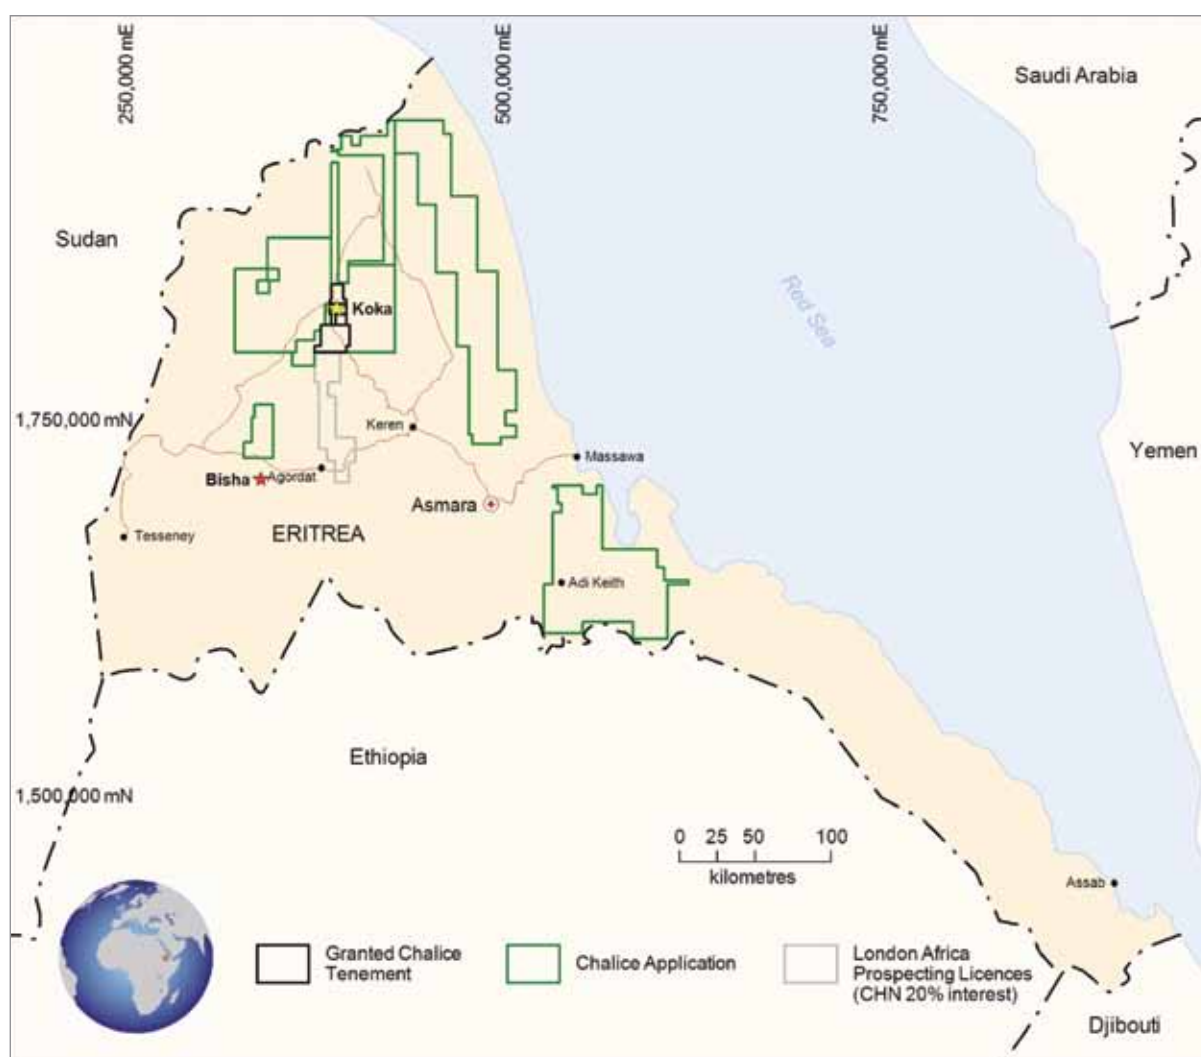 250,000 mE
500,000 mE
750,000 mE
Saudi Arabia
Sudan
Koka
Red Sea
1,750,000 mN
Keren
Yemen
Massawa
Bisha
Agordat
Asmara
Tesseney
ERITREA
Adi Keith
Ethiopia
1,500,000 mN
0 25 50 100
kilometres
Assab
Granted Chalice
Tenement
Chalice Application
London Africa
Prospecting Licences
(CHN 20% interest)
Djibouti